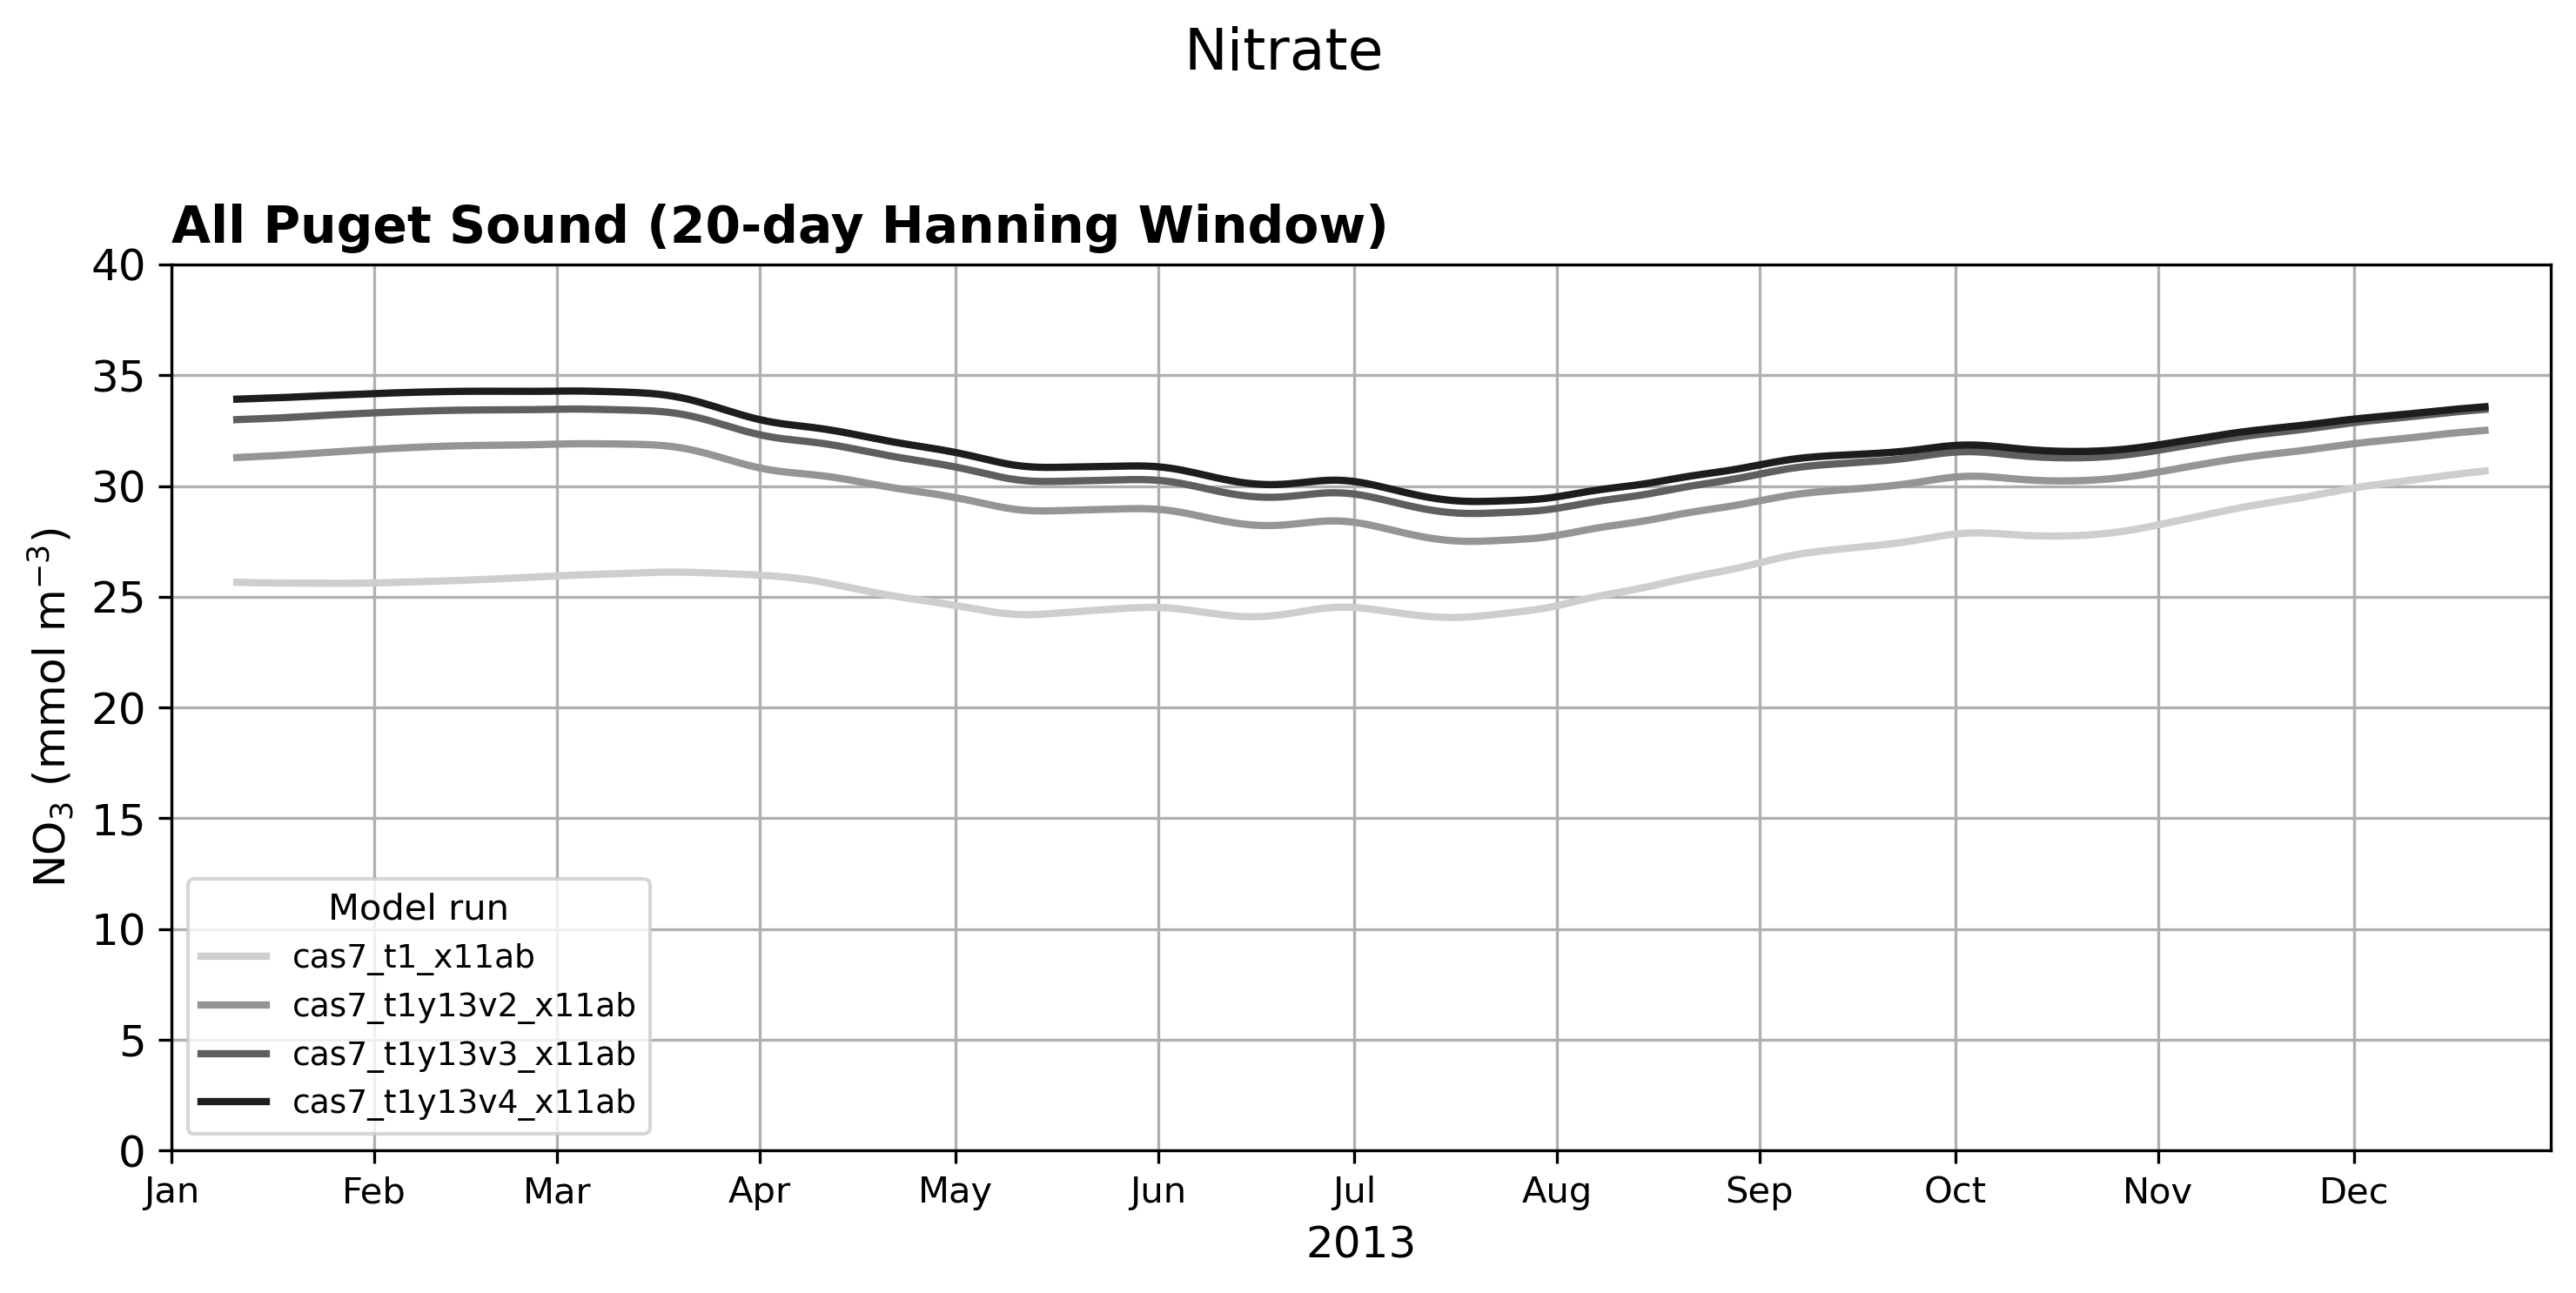 Nitrate
All Puget Sound (20-day Hanning Window)
NO₃ (mmol m⁻³)
40
35
30
25
20
15
10
5
0
Model run
cas7_t1_x11ab
cas7_t1y13v2_x11ab
cas7_t1y13v3_x11ab
cas7_t1y13v4_x11ab
Jan Feb Mar Apr May Jun Jul Aug Sep Oct Nov Dec
2013